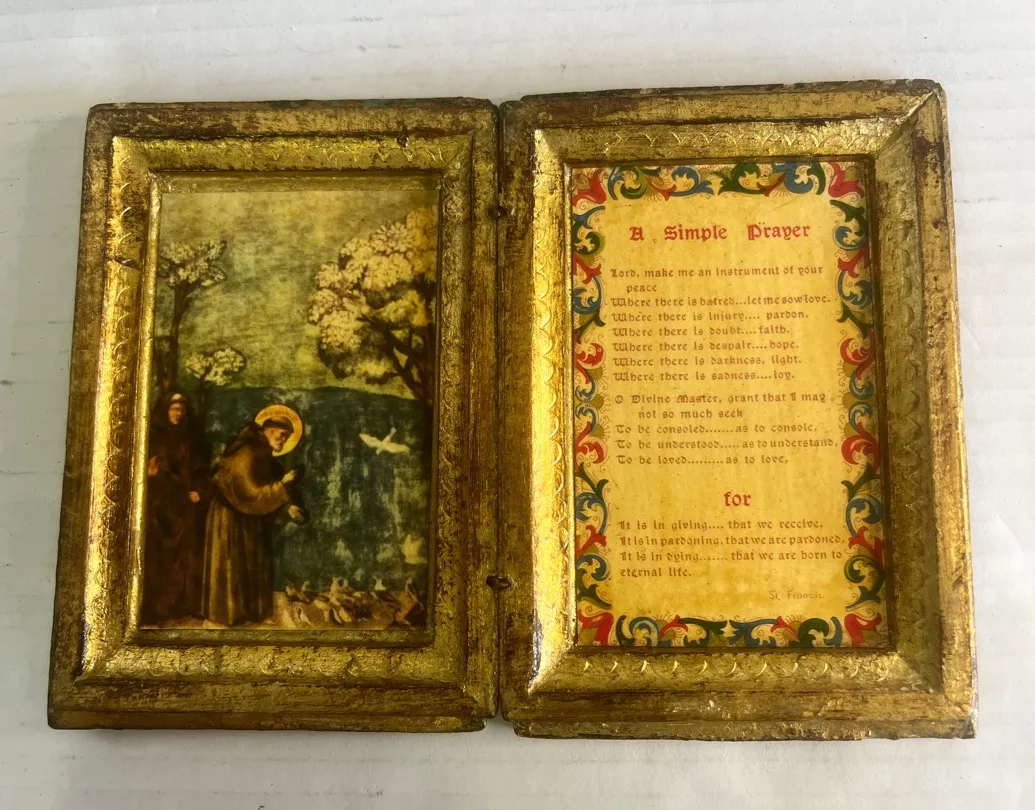 A Simple Prayer
Lord, make me an instrument of your
peace
Where there is hatred...let me sow love.
Where there is injury.... pardon.
Where there is doubt.... faith.
Where there is despair.... hope.
Where there is darkness, light.
Where there is sadness....joy.
O Divine Master, grant that I may
not so much seek
To be consoled.......as to console,
To be understood.....as to understand,
To be loved.........as to love,
for
It is in giving.... that we receive,
It is in pardoning, that we are pardoned,
It is in dying....... that we are born to
eternal life.
St. Francis